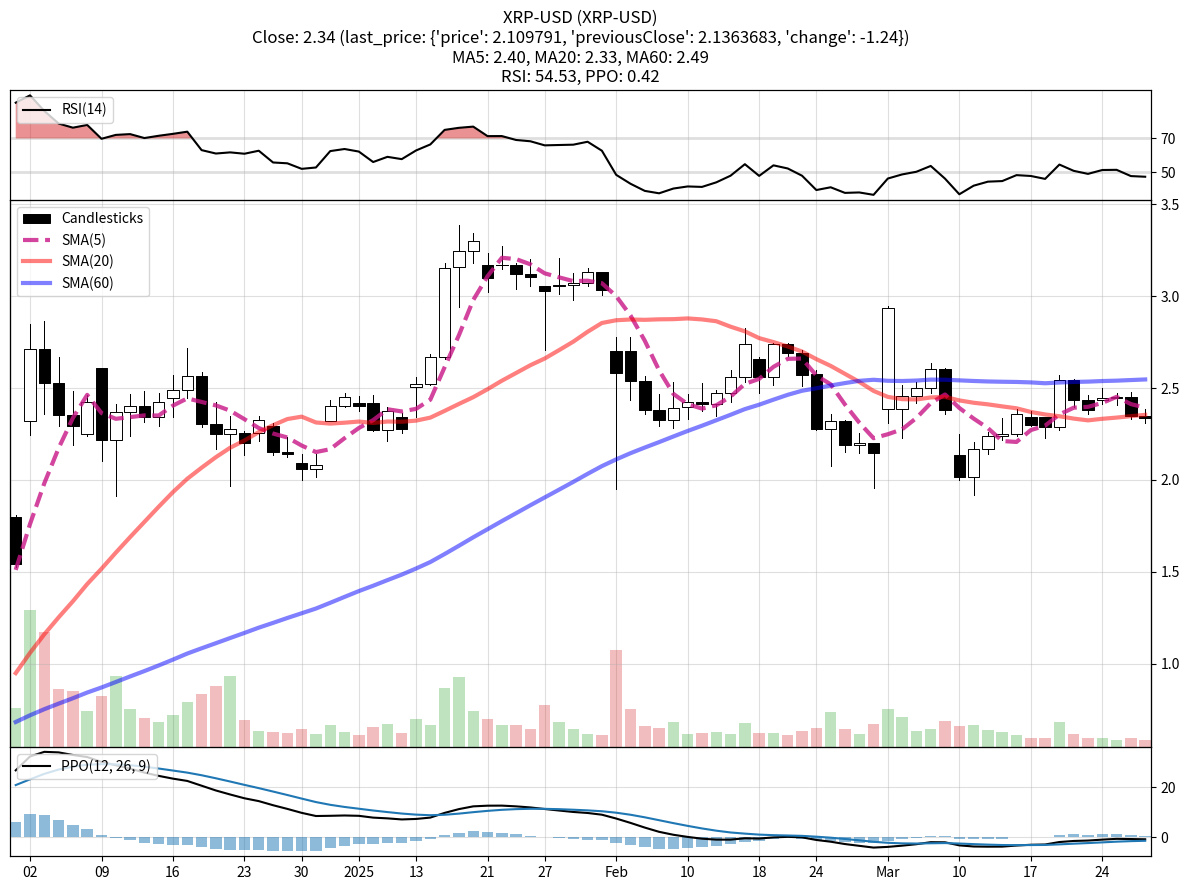 XRP-USD (XRP-USD)
Close: 2.34 (last_price: {'price': 2.109791, 'previousClose': 2.1363683, 'change': -1.24})
MA5: 2.40, MA20: 2.33, MA60: 2.49
RSI: 54.53, PPO: 0.42
RSI(14)
70
50
Candlesticks
SMA(5)
SMA(20)
SMA(60)
3.5
3.0
2.5
2.0
1.5
1.0
PPO(12, 26, 9)
20
0
02 09 16 23 30 2025 13 21 27 Feb 10 18 24 Mar 10 17 24